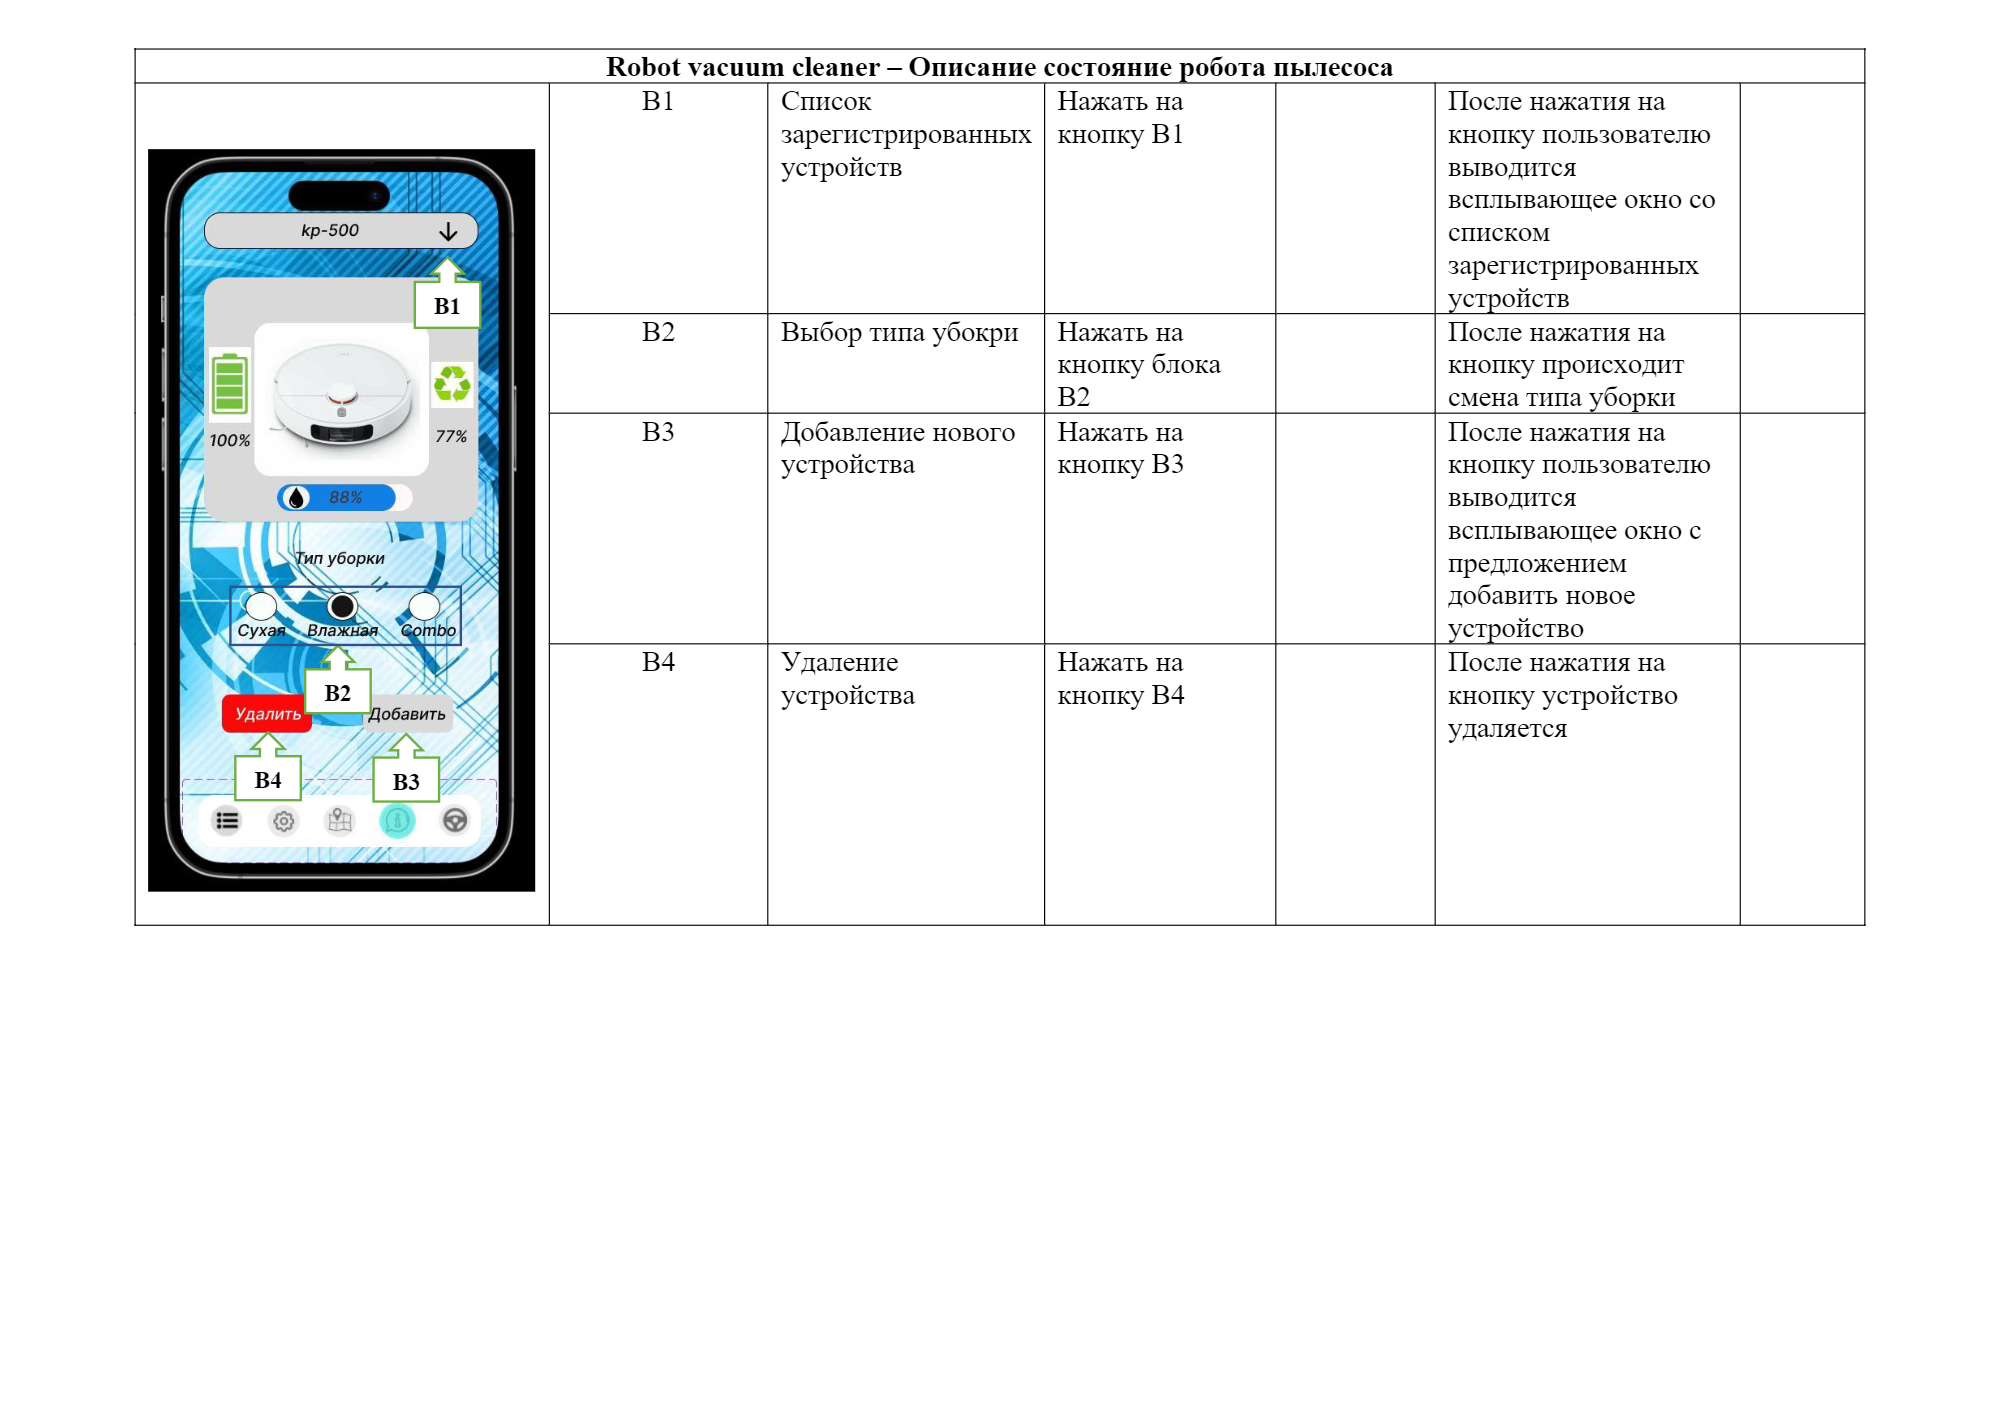 Robot vacuum cleaner – Описание состояние робота пылесоса
kp-500
B1
100%
77%
88%
Тип уборки
Сухая
Влажная
Combo
B2
Удалить
Добавить
B4
B3
B1
Список
зарегистрированных
устройств
Нажать на
кнопку B1
После нажатия на
кнопку пользователю
выводится
всплывающее окно со
списком
зарегистрированных
устройств
B2
Выбор типа убокри
Нажать на
кнопку блока
B2
После нажатия на
кнопку происходит
смена типа уборки
B3
Добавление нового
устройства
Нажать на
кнопку B3
После нажатия на
кнопку пользователю
выводится
всплывающее окно с
предложением
добавить новое
устройство
B4
Удаление
устройства
Нажать на
кнопку B4
После нажатия на
кнопку устройство
удаляется